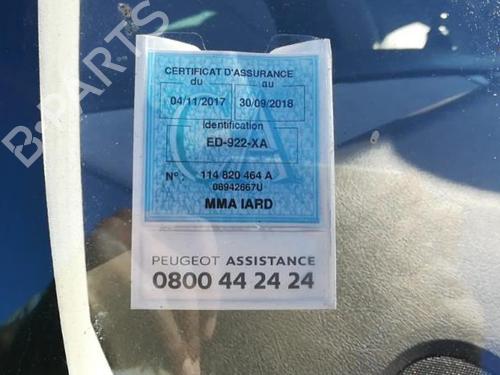 CERTIFICAT D'ASSURANCE
du au
04/11/2017 30/09/2018
Identification
ED-922-XA
N°: 114 820 464 A
06942667U
MMA IARD
PEUGEOT ASSISTANCE
0800 44 24 24
B-PARTS